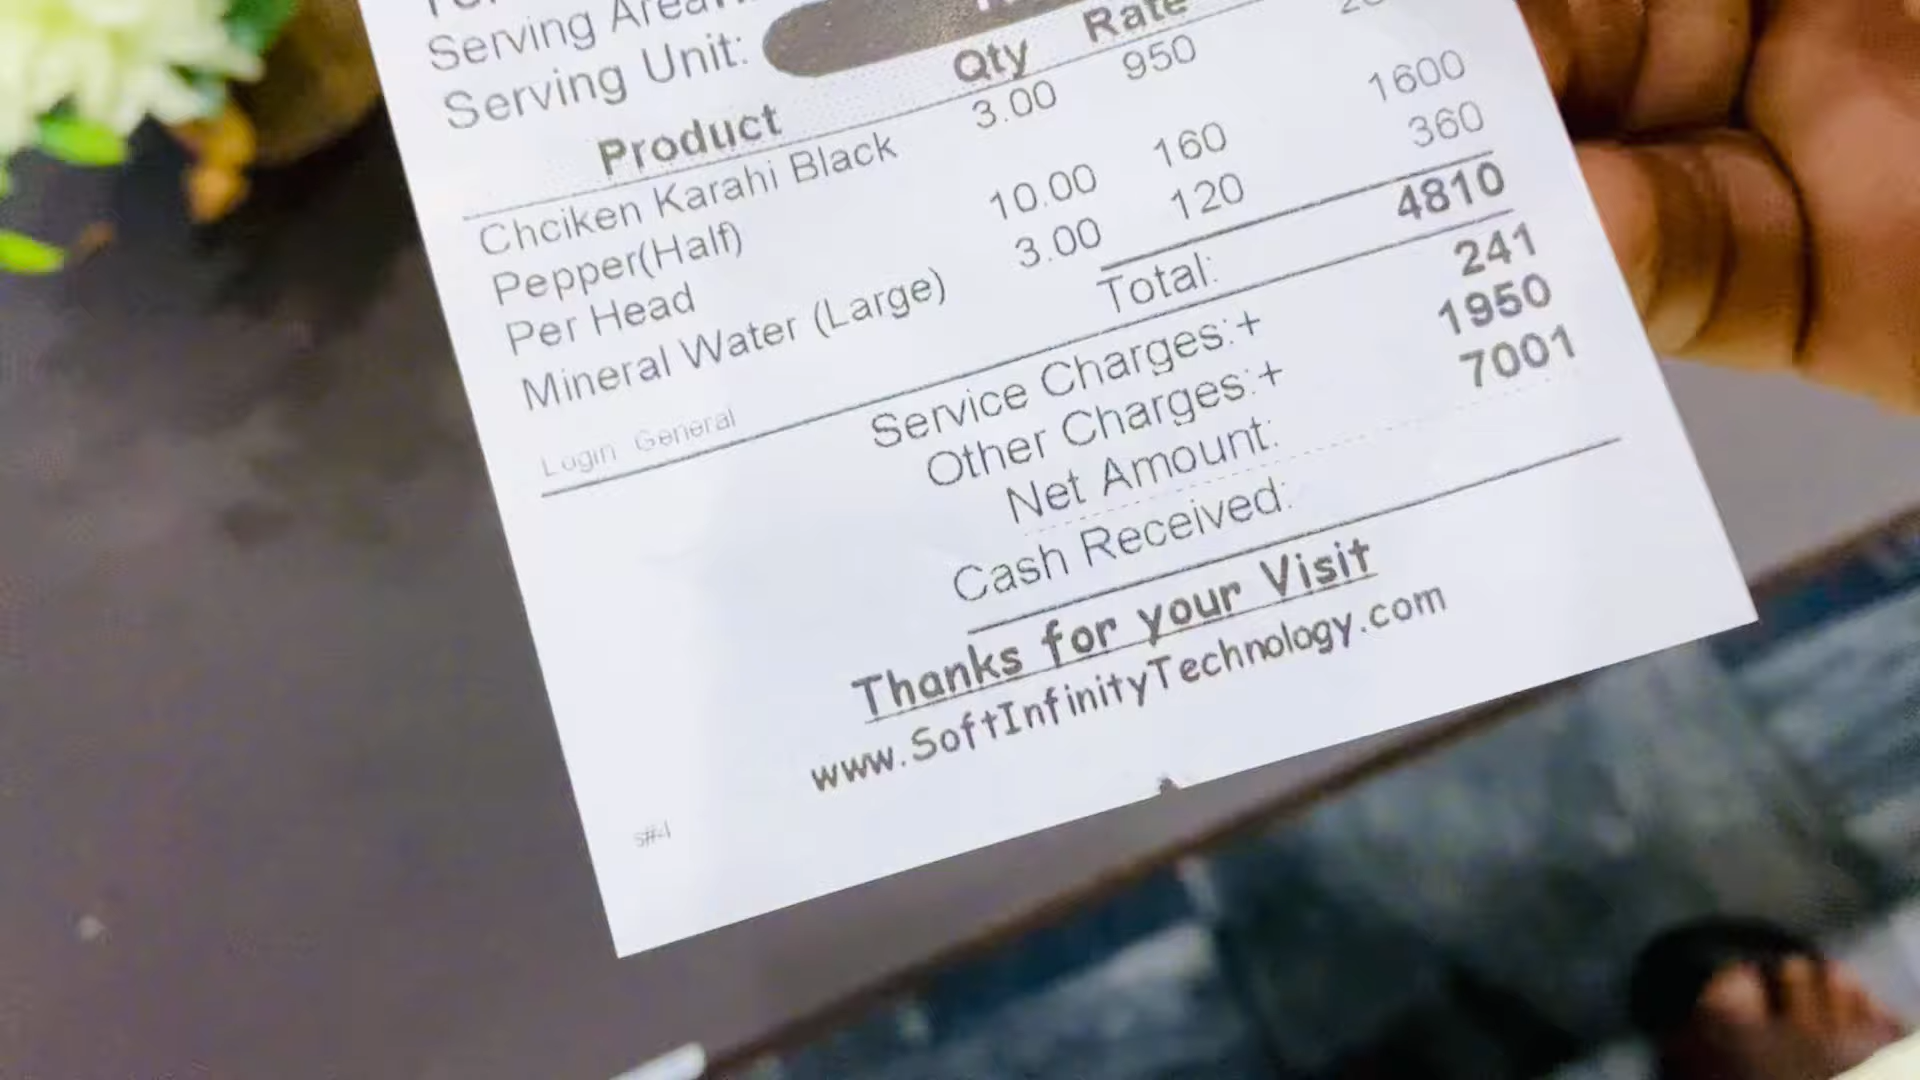 Serving Area:
Serving Unit:
Product Qty Rate
Chciken Karahi Black 3.00 950
Pepper(Half)
Per Head 10.00 160 1600
Mineral Water (Large) 3.00 120 360
Total: 4810
Login General
Service Charges:+ 241
Other Charges:+ 1950
Net Amount: 7001
Cash Received:
Thanks for your Visit
www.SoftInfinityTechnology.com
s#4